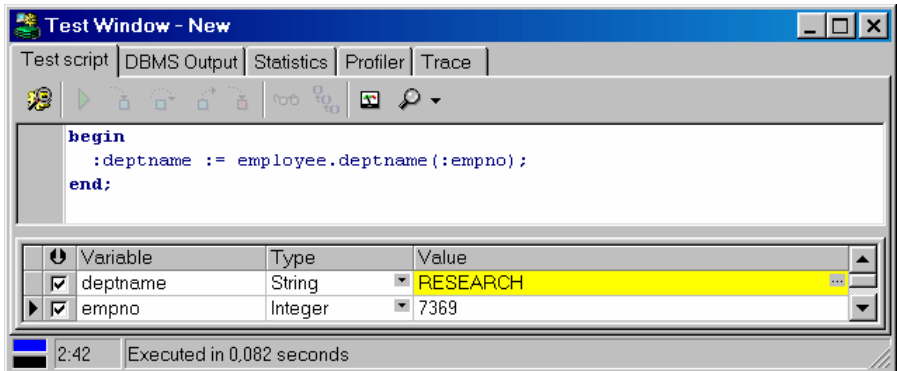 Test Window - New
Test script DBMS Output Statistics Profiler Trace
begin
:deptname := employee.deptname(:empno);
end;
Variable Type Value
deptname String RESEARCH
empno Integer 7369
2:42 Executed in 0,082 seconds